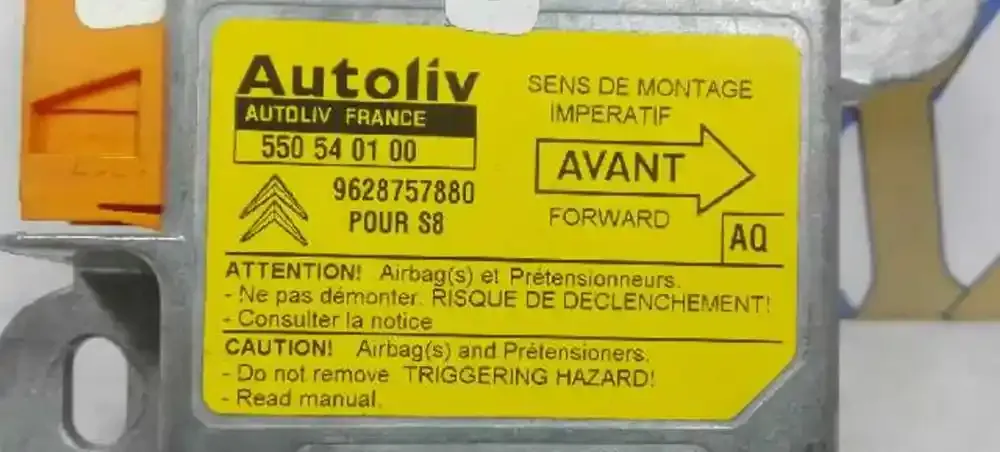 Autoliv
AUTOLIV FRANCE
550 54 01 00
9628757880
POUR S8
SENS DE MONTAGE
IMPERATIF
AVANT
FORWARD
AQ
ATTENTION! Airbag(s) et Prétensionneurs.
- Ne pas démonter. RISQUE DE DECLENCHEMENT!
- Consulter la notice
CAUTION! Airbag(s) and Prétensioners.
- Do not remove TRIGGERING HAZARD!
- Read manual.